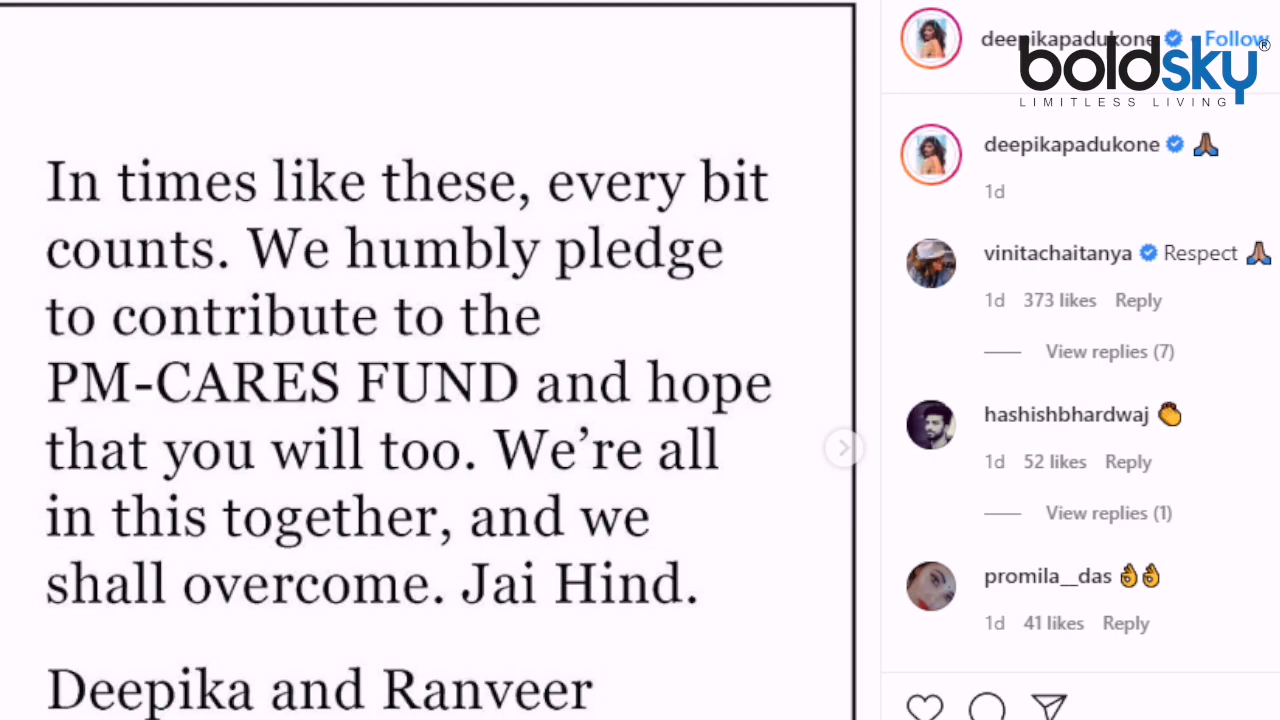 In times like these, every bit
counts. We humbly pledge
to contribute to the
PM-CARES FUND and hope
that you will too. We’re all
in this together, and we
shall overcome. Jai Hind.
Deepika and Ranveer
deepikapadukone · Follow
boldsky®
LIMITLESS LIVING
deepikapadukone 🙏🏽
1d
vinitachaitanya Respect 🙏🏽
1d 373 likes Reply
View replies (7)
hashishbhardwaj 👏
1d 52 likes Reply
View replies (1)
promila__das 👌👌
1d 41 likes Reply